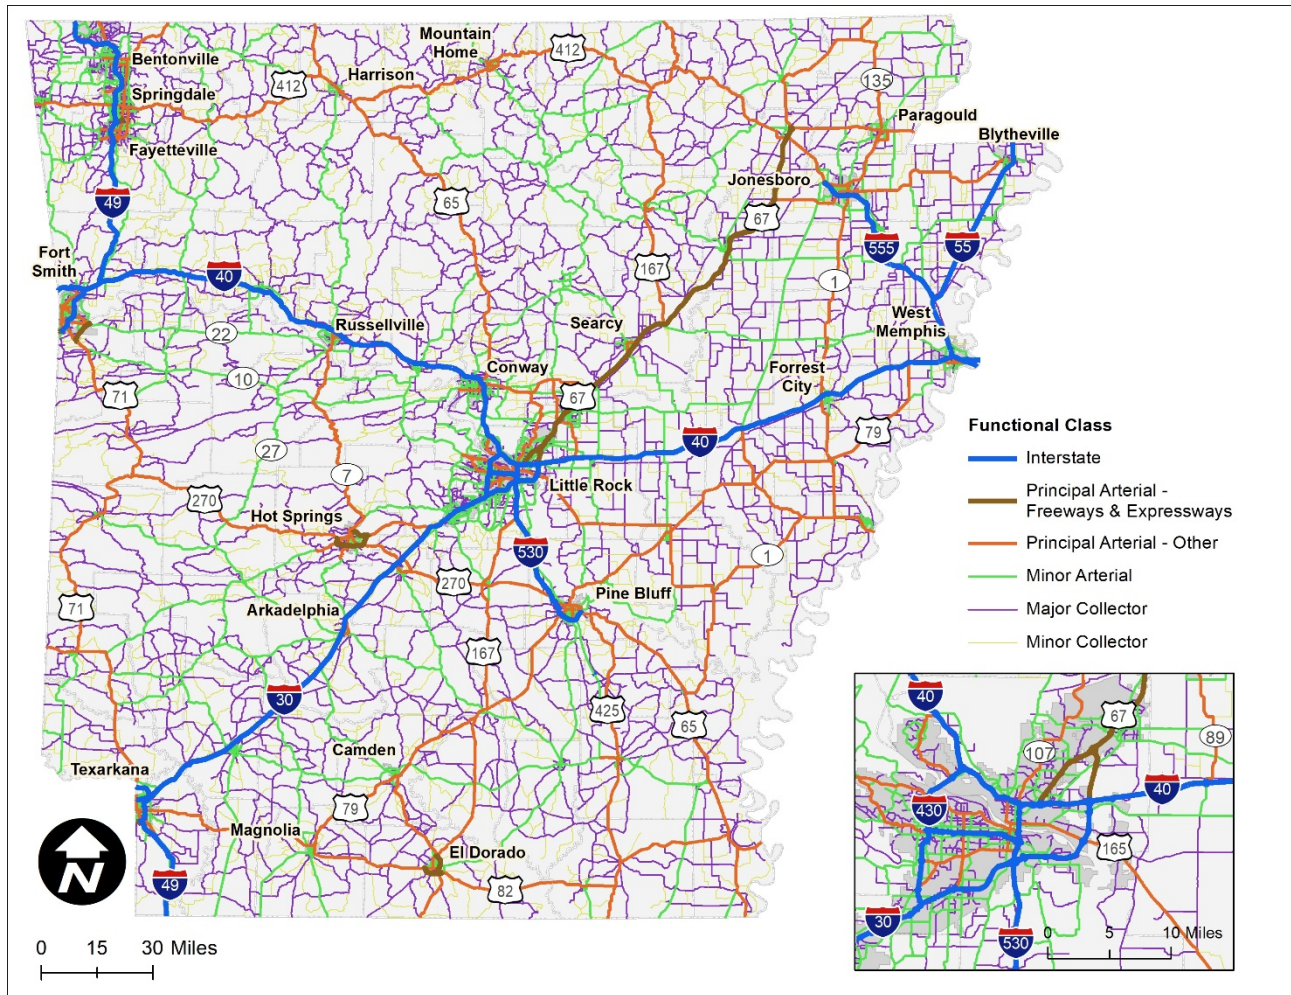 Mountain
Home
412
Bentonville
Harrison
412
135
Springdale
Paragould
Blytheville
Fayetteville
Jonesboro
49
65
67
Fort
Smith
555
55
40
167
1
West
Memphis
22
Russellville
Searcy
Conway
Forrest
City
10
71
67
79
Functional Class
40
27
Interstate
7
Little Rock
Principal Arterial -
Freeways & Expressways
270
Hot Springs
Principal Arterial - Other
530
1
Minor Arterial
270
Pine Bluff
71
Arkadelphia
Major Collector
167
Minor Collector
30
425
65
40
67
89
107
Camden
Texarkana
40
79
430
Magnolia
165
El Dorado
N
49
82
30
530
0 5 10 Miles
0 15 30 Miles